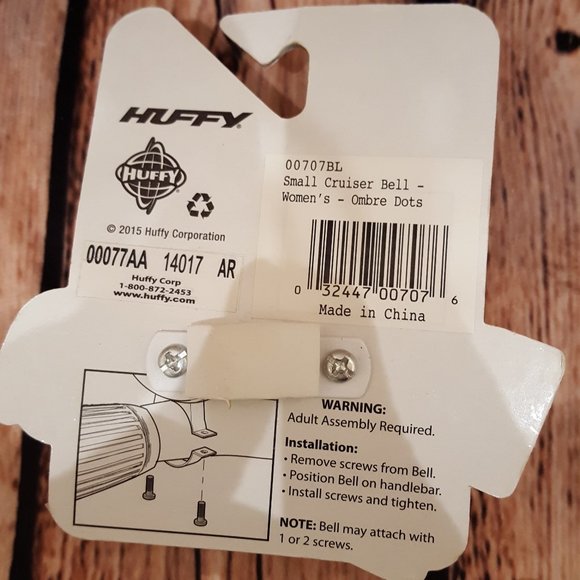 HUFFY
HUFFY
© 2015 Huffy Corporation
00077AA 14017 AR
Huffy Corp
1-800-872-2453
www.huffy.com
00707BL
Small Cruiser Bell -
Women's - Ombre Dots
0 32447 00707 6
Made in China
WARNING:
Adult Assembly Required.
Installation:
• Remove screws from Bell.
• Position Bell on handlebar.
• Install screws and tighten.
NOTE: Bell may attach with
1 or 2 screws.